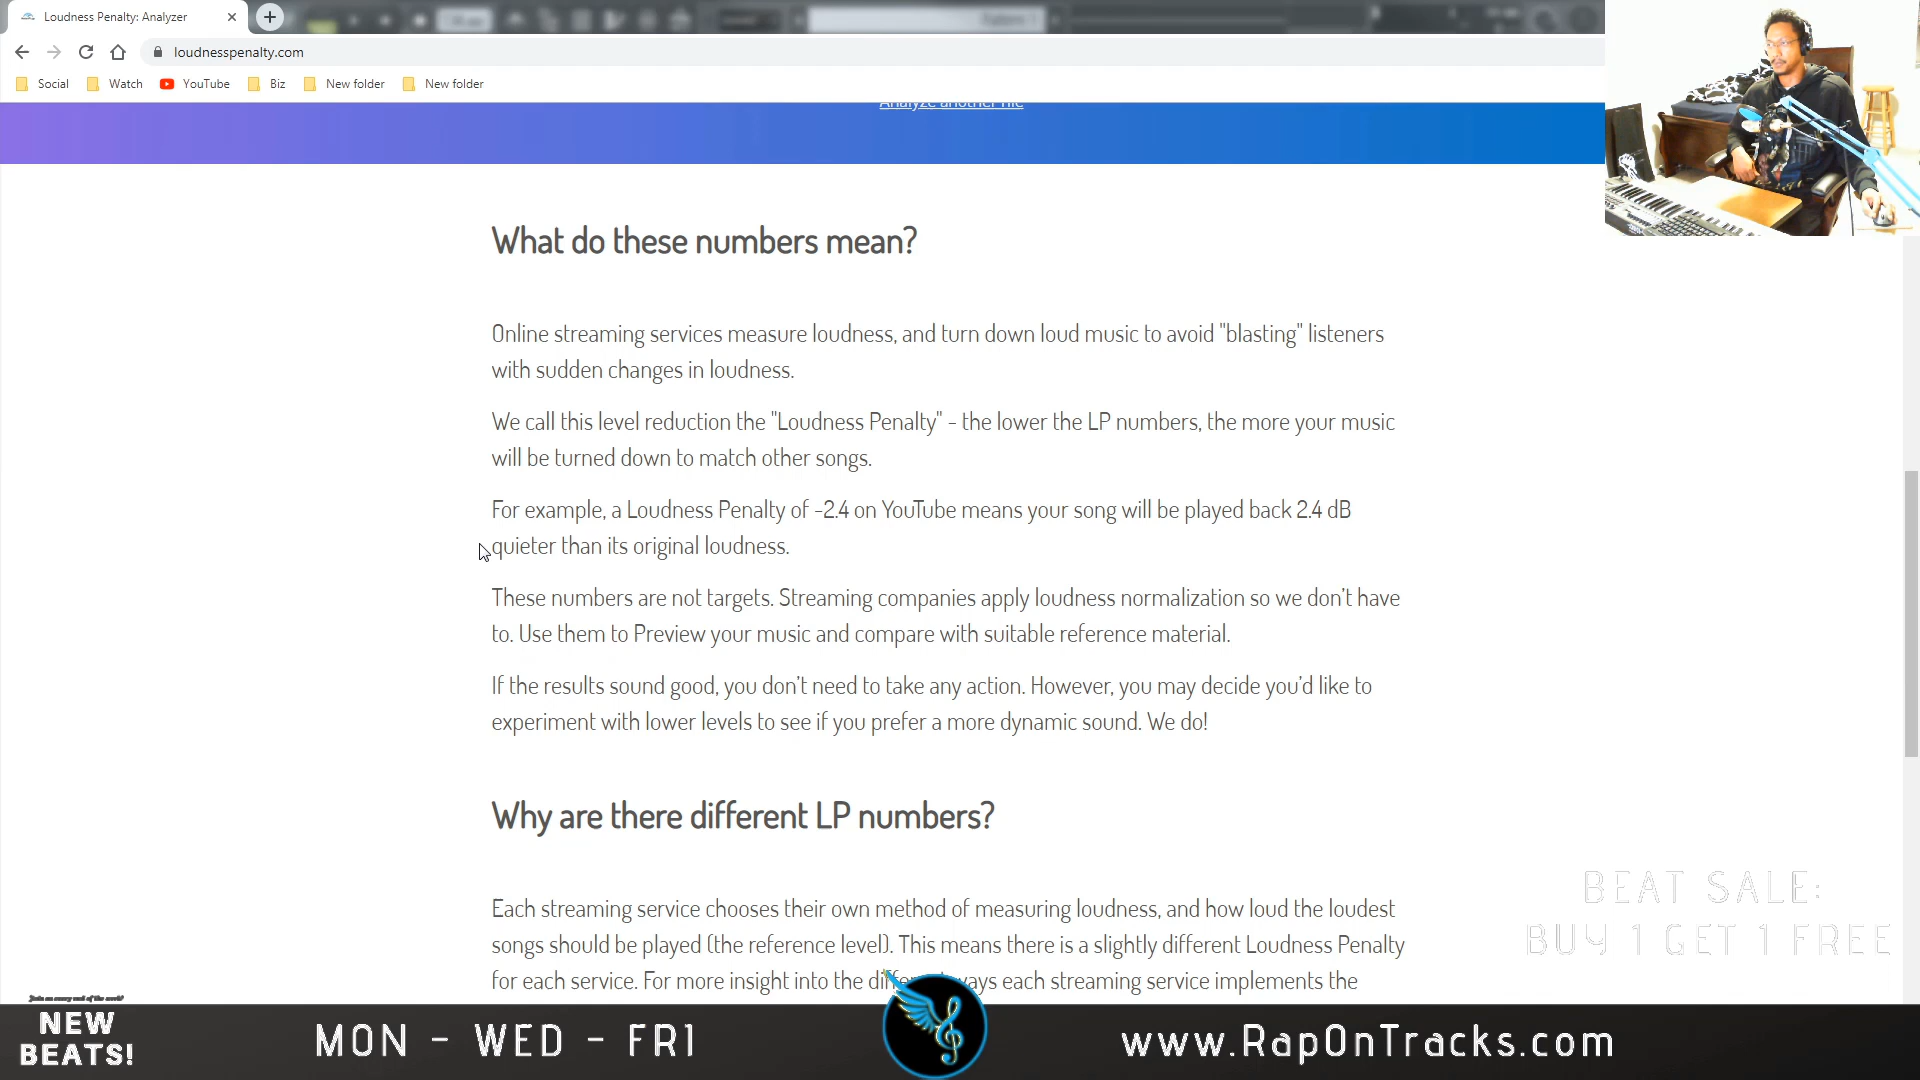 Loudness Penalty: Analyzer
loudnesspenalty.com
Social
Watch
YouTube
Biz
New folder
New folder
Analyze another file
What do these numbers mean?
Online streaming services measure loudness, and turn down loud music to avoid "blasting" listeners
with sudden changes in loudness.
We call this level reduction the "Loudness Penalty" - the lower the LP numbers, the more your music
will be turned down to match other songs.
For example, a Loudness Penalty of -2.4 on YouTube means your song will be played back 2.4 dB
quieter than its original loudness.
These numbers are not targets. Streaming companies apply loudness normalization so we don't have
to. Use them to Preview your music and compare with suitable reference material.
If the results sound good, you don't need to take any action. However, you may decide you'd like to
experiment with lower levels to see if you prefer a more dynamic sound. We do!
Why are there different LP numbers?
Each streaming service chooses their own method of measuring loudness, and how loud the loudest
songs should be played (the reference level). This means there is a slightly different Loudness Penalty
for each service. For more insight into the ways each streaming service implements the
BEAT SALE:
BUY 1 GET 1 FREE
NEW
BEATS!
MON - WED - FRI
www.RapOnTracks.com